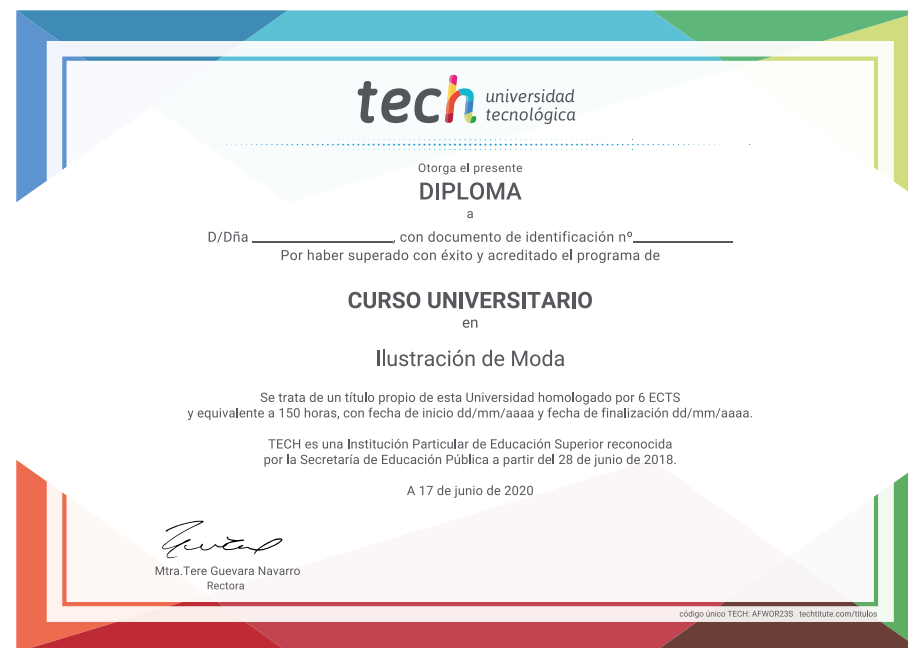 tech universidad
tecnológica
Otorga el presente
DIPLOMA
a
D/Dña ____________________, con documento de identificación nº______________
Por haber superado con éxito y acreditado el programa de
CURSO UNIVERSITARIO
en
Ilustración de Moda
Se trata de un título propio de esta Universidad homologado por 6 ECTS
y equivalente a 150 horas, con fecha de inicio dd/mm/aaaa y fecha de finalización dd/mm/aaaa.
TECH es una Institución Particular de Educación Superior reconocida
por la Secretaría de Educación Pública a partir del 28 de junio de 2018.
A 17 de junio de 2020
Mtra.Tere Guevara Navarro
Rectora
código único TECH: AFWOR23S techtitute.com/titulos